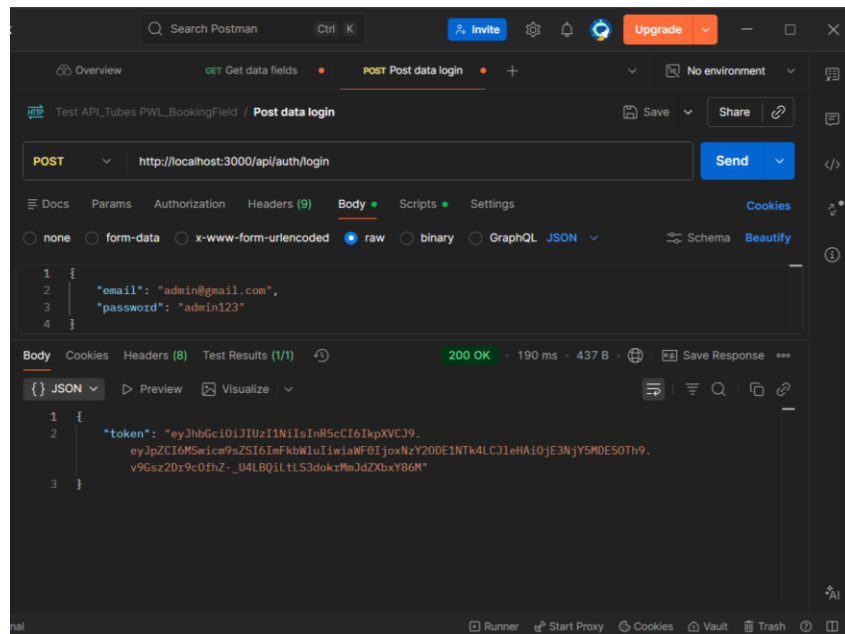 Search Postman Ctrl K Invite Upgrade
Overview GET Get data fields POST Post data login No environment
HTTP Test API_Tubes PWL_BookingField / Post data login Save Share
POST http://localhost:3000/api/auth/login Send
Docs Params Authorization Headers (9) Body Scripts Settings Cookies
none form-data x-www-form-urlencoded raw binary GraphQL JSON Schema Beautify
1 {
2 "email": "admin@gmail.com",
3 "password": "admin123"
4 }
Body Cookies Headers (8) Test Results (1/1) 200 OK 190 ms 437 B Save Response
{} JSON Preview Visualize
1 {
2 "token": "eyJhbGciOiJIUzI1NiIsInR5cCI6IkpXVCJ9.
eyJpZCI6MSwicm9sZSI6ImFkbWluIiwiaWF0IjoxNzY2ODE1NTk4LCJleHAiOjE3NjY5MDE5OTh9.
v9Gsz2Dr9cOfhZ-_U4LBQiLtLS3dokrMmJdZXbxY86M"
3 }
AI
nal Runner Start Proxy Cookies Vault Trash